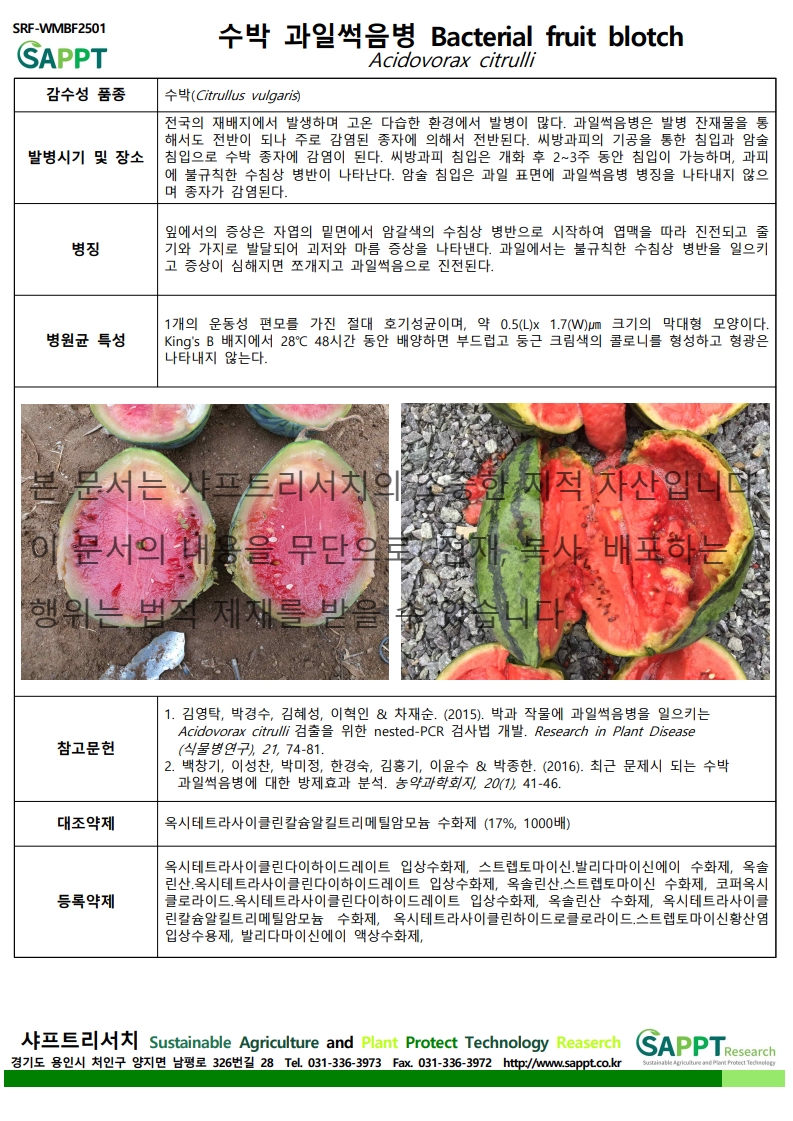 SRF-WMBF2501
SAPPT
수박 과일썩음병 Bacterial fruit blotch
Acidovorax citrulli
감수성 품종
수박(Citrullus vulgaris)
발병시기 및 장소
전국의 재배지에서 발생하며 고온 다습한 환경에서 발병이 많다. 과일썩음병은 발병 잔재물을 통
해서도 전반이 되나 주로 감염된 종자에 의해서 전반된다. 씨방과피의 기공을 통한 침입과 암술
침입으로 수박 종자에 감염이 된다. 씨방과피 침입은 개화 후 2~3주 동안 침입이 가능하며, 과피
에 불규칙한 수침상 병반이 나타난다. 암술 침입은 과일 표면에 과일썩음병 병징을 나타내지 않으
며 종자가 감염된다.
병징
잎에서의 증상은 자엽의 밑면에서 암갈색의 수침상 병반으로 시작하여 엽맥을 따라 진전되고 줄
기와 가지로 발달되어 괴저와 마름 증상을 나타낸다. 과일에서는 불규칙한 수침상 병반을 일으키
고 증상이 심해지면 쪼개지고 과일썩음으로 진전된다.
병원균 특성
1개의 운동성 편모를 가진 절대 호기성균이며, 약 0.5(L)x 1.7(W)㎛ 크기의 막대형 모양이다.
King's B 배지에서 28℃ 48시간 동안 배양하면 부드럽고 둥근 크림색의 콜로니를 형성하고 형광은
나타내지 않는다.
본 문서는 샤프트리서치의 소중한 지적 자산입니다
이 문서의 내용을 무단으로 전재, 복사, 배포하는
행위는 법적 제재를 받을 수 있습니다
참고문헌
1. 김영탁, 박경수, 김혜성, 이혁인 & 차재순. (2015). 박과 작물에 과일썩음병을 일으키는
Acidovorax citrulli 검출을 위한 nested-PCR 검사법 개발. Research in Plant Disease
(식물병연구), 21, 74-81.
2. 백창기, 이성찬, 박미정, 한경숙, 김홍기, 이윤수 & 박종한. (2016). 최근 문제시 되는 수박
과일썩음병에 대한 방제효과 분석. 농약과학회지, 20(1), 41-46.
대조약제
옥시테트라사이클린칼슘알킬트리메틸암모늄 수화제 (17%, 1000배)
등록약제
옥시테트라사이클린다이하이드레이트 입상수화제, 스트렙토마이신.발리다마이신에이 수화제, 옥솔
린산.옥시테트라사이클린다이하이드레이트 입상수화제, 옥솔린산.스트렙토마이신 수화제, 코퍼옥시
클로라이드.옥시테트라사이클린다이하이드레이트 입상수화제, 옥솔린산 수화제, 옥시테트라사이클
린칼슘알킬트리메틸암모늄 수화제, 옥시테트라사이클린하이드로클로라이드.스트렙토마이신황산염
입상수용제, 발리다마이신에이 액상수화제,
샤프트리서치 Sustainable Agriculture and Plant Protect Technology Reaserch
경기도 용인시 처인구 양지면 남평로 326번길 28 Tel. 031-336-3973 Fax. 031-336-3972 http://www.sappt.co.kr
SAPPT Research
Sustainable Agriculture and Plant Protect Technology